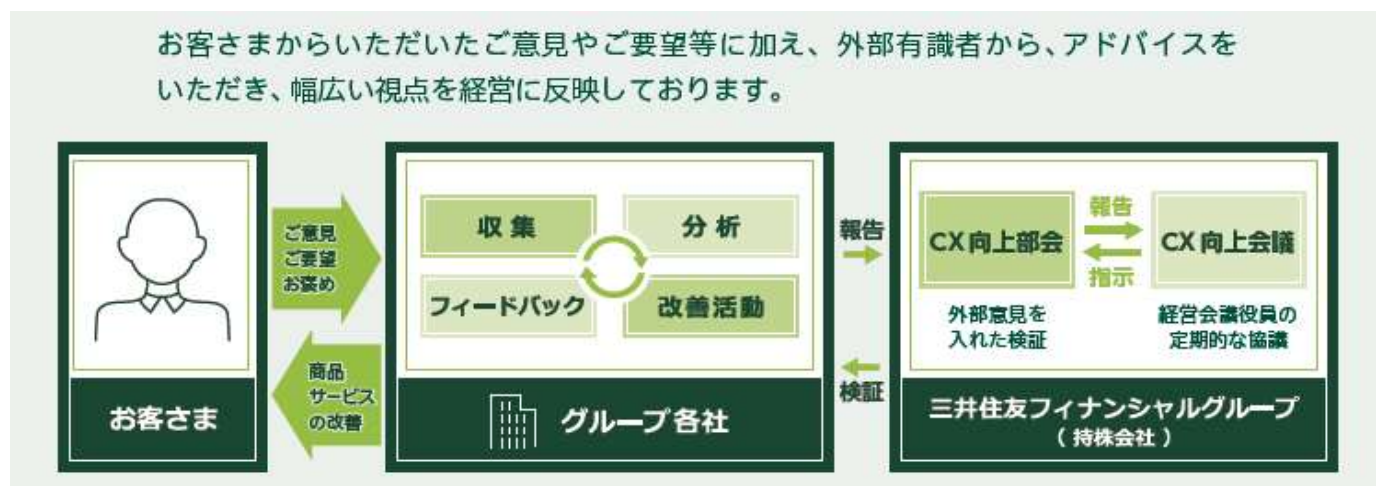 お客さまからいただいたご意見やご要望等に加え、外部有識者から、アドバイスを
いただき、幅広い視点を経営に反映しております。
お客さま
ご意見
ご要望
お褒め
商品
サービス
の改善
収集
分析
フィードバック
改善活動
グループ各社
報告
検証
CX向上部会
報告
指示
CX向上会議
外部意見を
入れた検証
経営会議役員の
定期的な協議
三井住友フィナンシャルグループ
（持株会社）